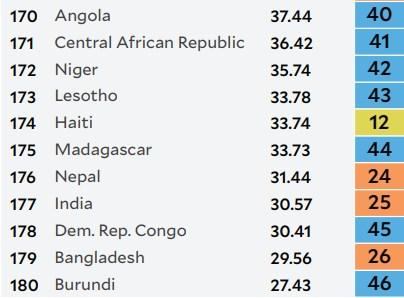 170 Angola 37.44 40
171 Central African Republic 36.42 41
172 Niger 35.74 42
173 Lesotho 33.78 43
174 Haiti 33.74 12
175 Madagascar 33.73 44
176 Nepal 31.44 24
177 India 30.57 25
178 Dem. Rep. Congo 30.41 45
179 Bangladesh 29.56 26
180 Burundi 27.43 46